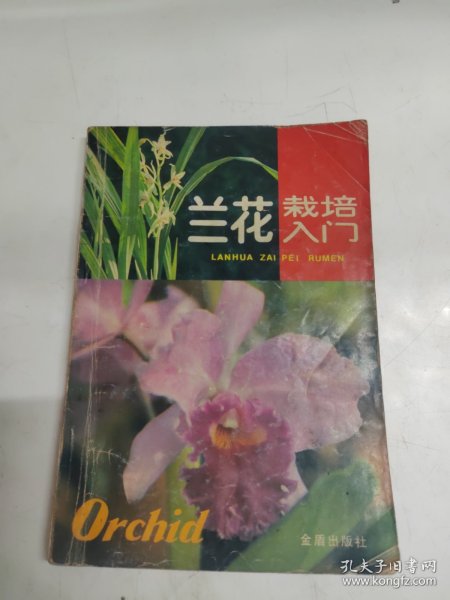 兰花 栽培
入门
LANHUA ZAI PEI RUMEN
Orchid
金盾出版社
孔夫子旧书网
www.kongfz.com